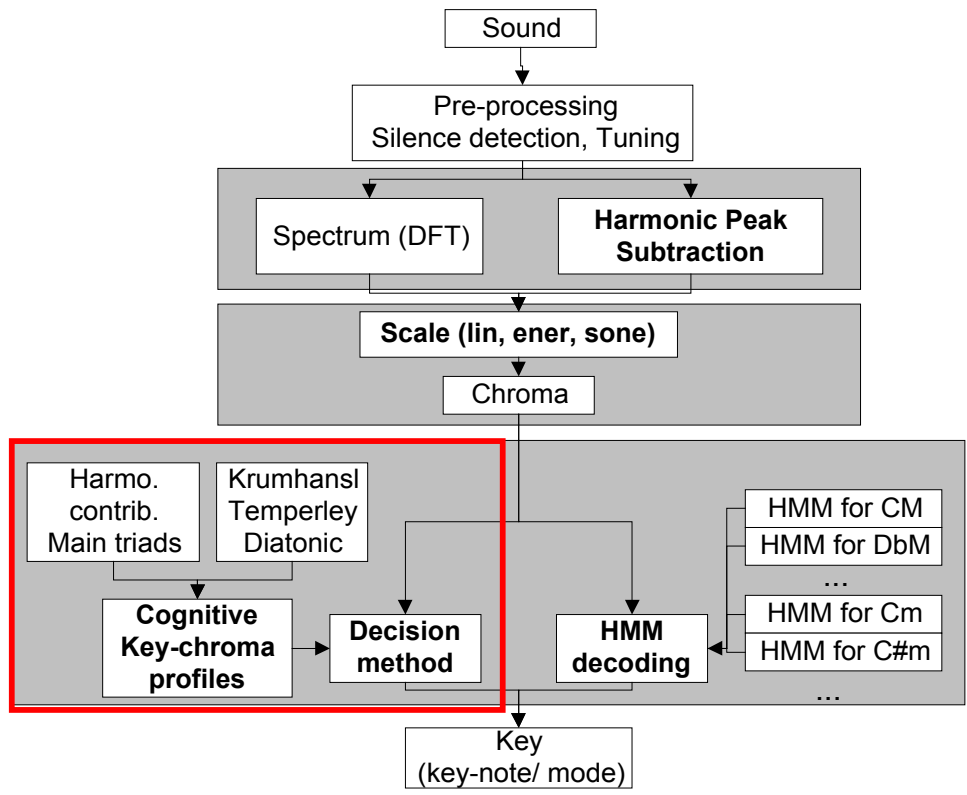 Sound
Pre-processing
Silence detection, Tuning
Spectrum (DFT)
Harmonic Peak
Subtraction
Scale (lin, ener, sone)
Chroma
Harmo.
contrib.
Main triads
Krumhansl
Temperley
Diatonic
Cognitive
Key-chroma
profiles
Decision
method
HMM
decoding
HMM for CM
HMM for DbM
...
HMM for Cm
HMM for C#m
...
Key
(key-note/ mode)